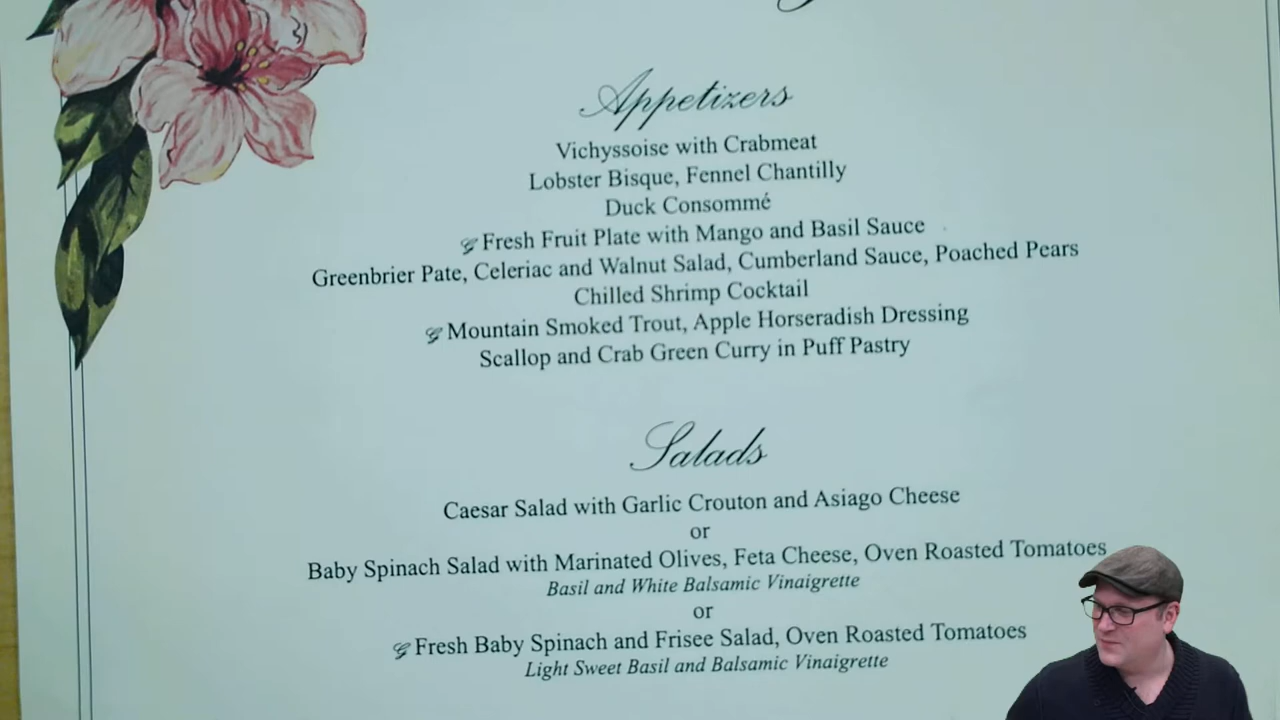 Appetizers
Vichyssoise with Crabmeat
Lobster Bisque, Fennel Chantilly
Duck Consommé
Fresh Fruit Plate with Mango and Basil Sauce
Greenbrier Pate, Celeriac and Walnut Salad, Cumberland Sauce, Poached Pears
Chilled Shrimp Cocktail
Mountain Smoked Trout, Apple Horseradish Dressing
Scallop and Crab Green Curry in Puff Pastry
Salads
Caesar Salad with Garlic Crouton and Asiago Cheese
or
Baby Spinach Salad with Marinated Olives, Feta Cheese, Oven Roasted Tomatoes
Basil and White Balsamic Vinaigrette
or
Fresh Baby Spinach and Frisee Salad, Oven Roasted Tomatoes
Light Sweet Basil and Balsamic Vinaigrette